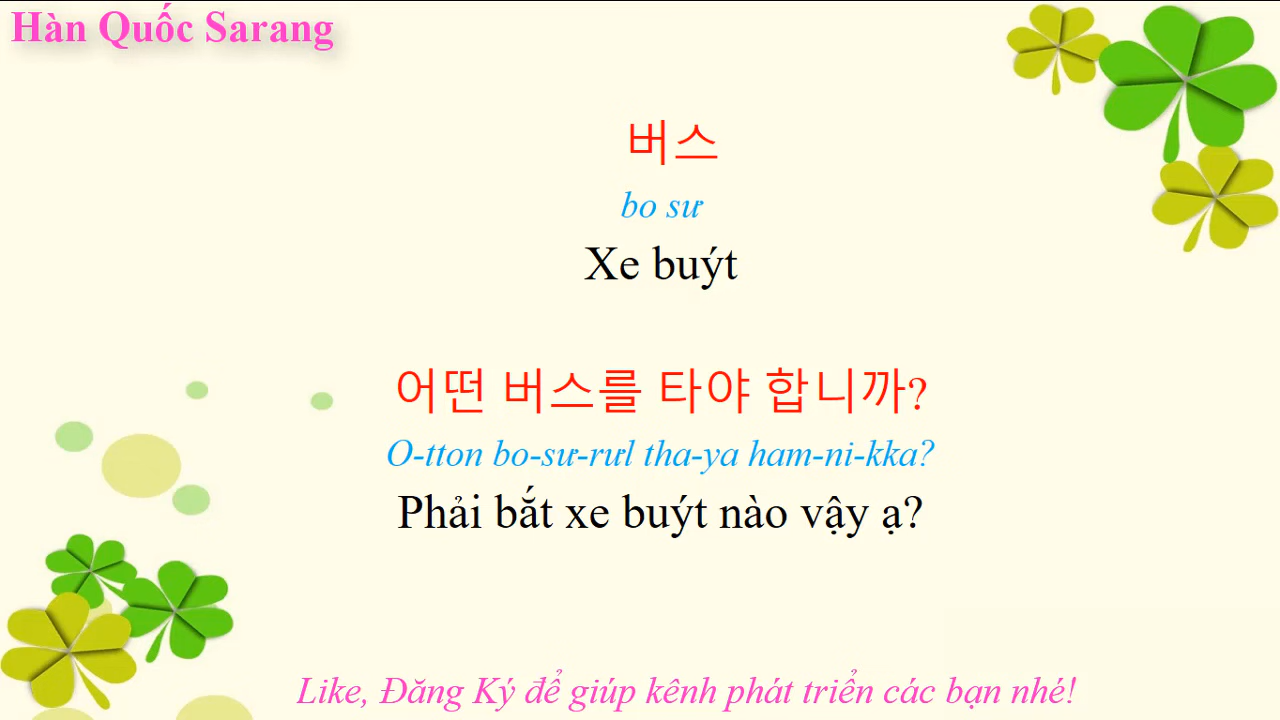 Hàn Quốc Sarang
버스
bo sư
Xe buýt
어떤 버스를 타야 합니까?
O-tton bo-sư-rưl tha-ya ham-ni-kka?
Phải bắt xe buýt nào vậy ạ?
Like, Đăng Ký để giúp kênh phát triển các bạn nhé!